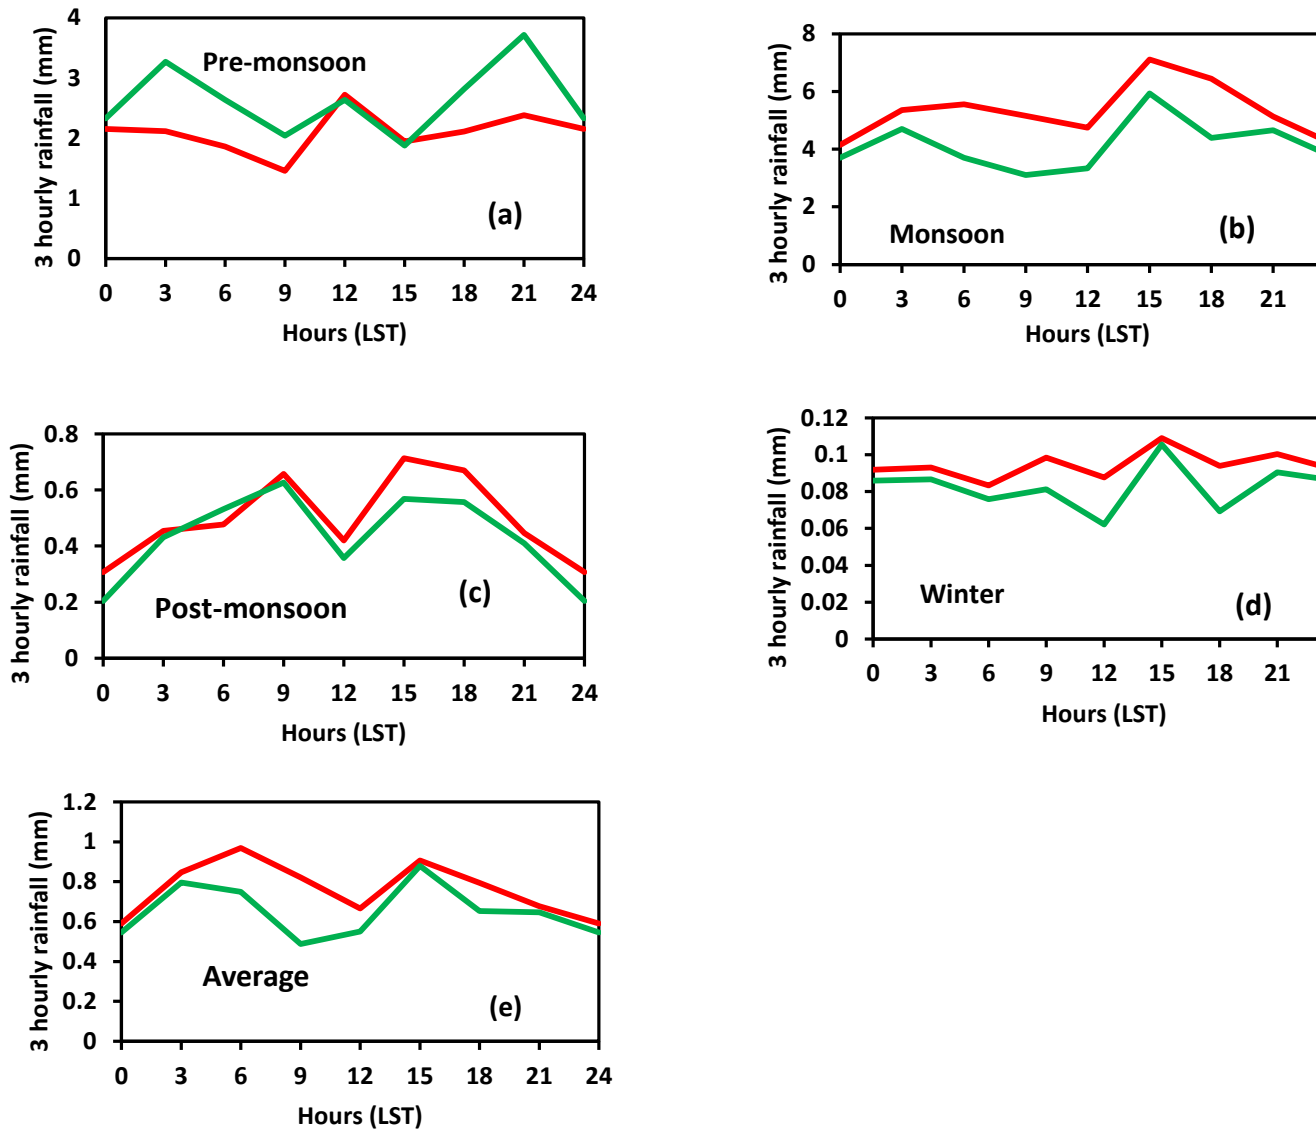 3 hourly rainfall (mm)
4
3
2
1
0
Pre-monsoon
(a)
0 3 6 9 12 15 18 21 24
Hours (LST)
3 hourly rainfall (mm)
8
6
4
2
0
Monsoon
(b)
0 3 6 9 12 15 18 21
Hours (LST)
3 hourly rainfall (mm)
0.8
0.6
0.4
0.2
0
Post-monsoon
(c)
0 3 6 9 12 15 18 21 24
Hours (LST)
3 hourly rainfall (mm)
0.12
0.1
0.08
0.06
0.04
0.02
0
Winter
(d)
0 3 6 9 12 15 18 21
Hours (LST)
3 hourly rainfall (mm)
1.2
1
0.8
0.6
0.4
0.2
0
Average
(e)
0 3 6 9 12 15 18 21 24
Hours (LST)